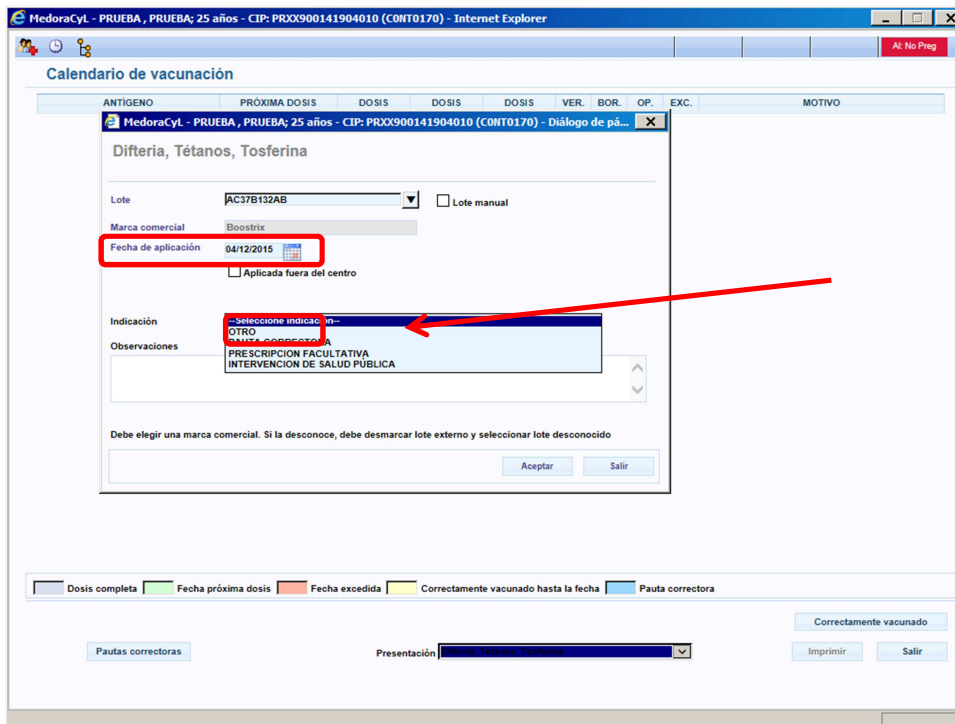 MedoraCyL - PRUEBA , PRUEBA; 25 años - CIP: PRXX900141904010 (C0NT0170) - Internet Explorer
Al: No Preg
Calendario de vacunación
ANTÍGENO PRÓXIMA DOSIS DOSIS DOSIS DOSIS VER. BOR. OP. EXC. MOTIVO
MedoraCyL - PRUEBA , PRUEBA; 25 años - CIP: PRXX900141904010 (C0NT0170) - Diálogo de pá...
Difteria, Tétanos, Tosferina
Lote AC37B132AB Lote manual
Marca comercial Boostrix
Fecha de aplicación 04/12/2015
Aplicada fuera del centro
Indicación --Seleccione indicación--
OTRO
PAUTA CORRECTORA
Observaciones
PRESCRIPCION FACULTATIVA
INTERVENCION DE SALUD PÚBLICA
Debe elegir una marca comercial. Si la desconoce, debe desmarcar lote externo y seleccionar lote desconocido
Aceptar Salir
Dosis completa Fecha próxima dosis Fecha excedida Correctamente vacunado hasta la fecha Pauta correctora
Correctamente vacunado
Pautas correctoras Presentación Difteria, Tétanos, Tosferina Imprimir Salir